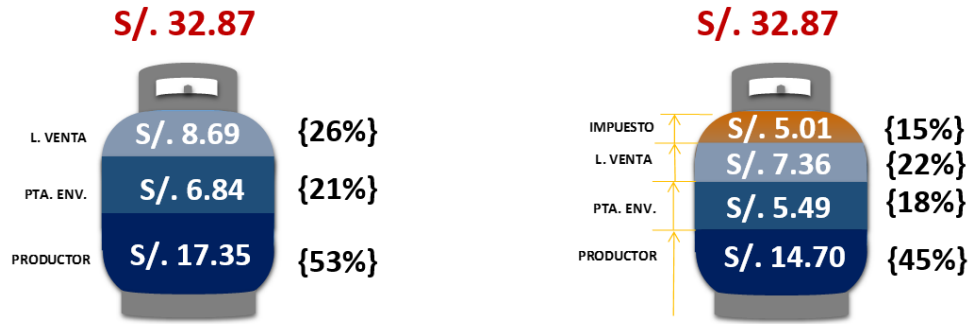 S/. 32.87
L. VENTA S/. 8.69 {26%}
PTA. ENV. S/. 6.84 {21%}
PRODUCTOR S/. 17.35 {53%}
S/. 32.87
IMPUESTO S/. 5.01 {15%}
L. VENTA S/. 7.36 {22%}
PTA. ENV. S/. 5.49 {18%}
PRODUCTOR S/. 14.70 {45%}